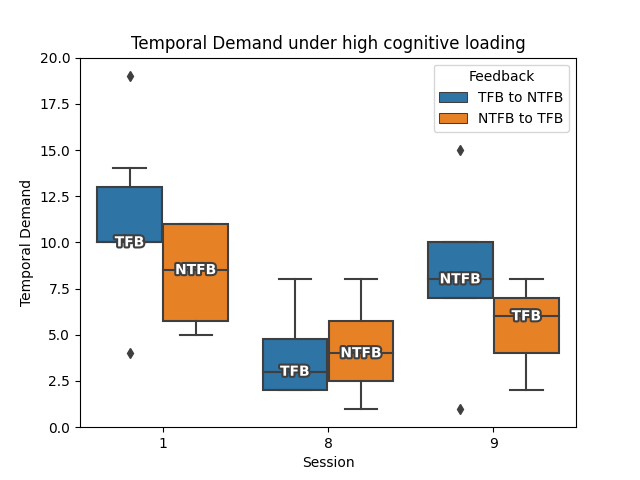 Temporal Demand under high cognitive loading
Feedback
TFB to NTFB
NTFB to TFB
Temporal Demand
20.0
17.5
15.0
12.5
10.0
7.5
5.0
2.5
0.0
TFB
NTFB
TFB
NTFB
NTFB
TFB
1
8
9
Session